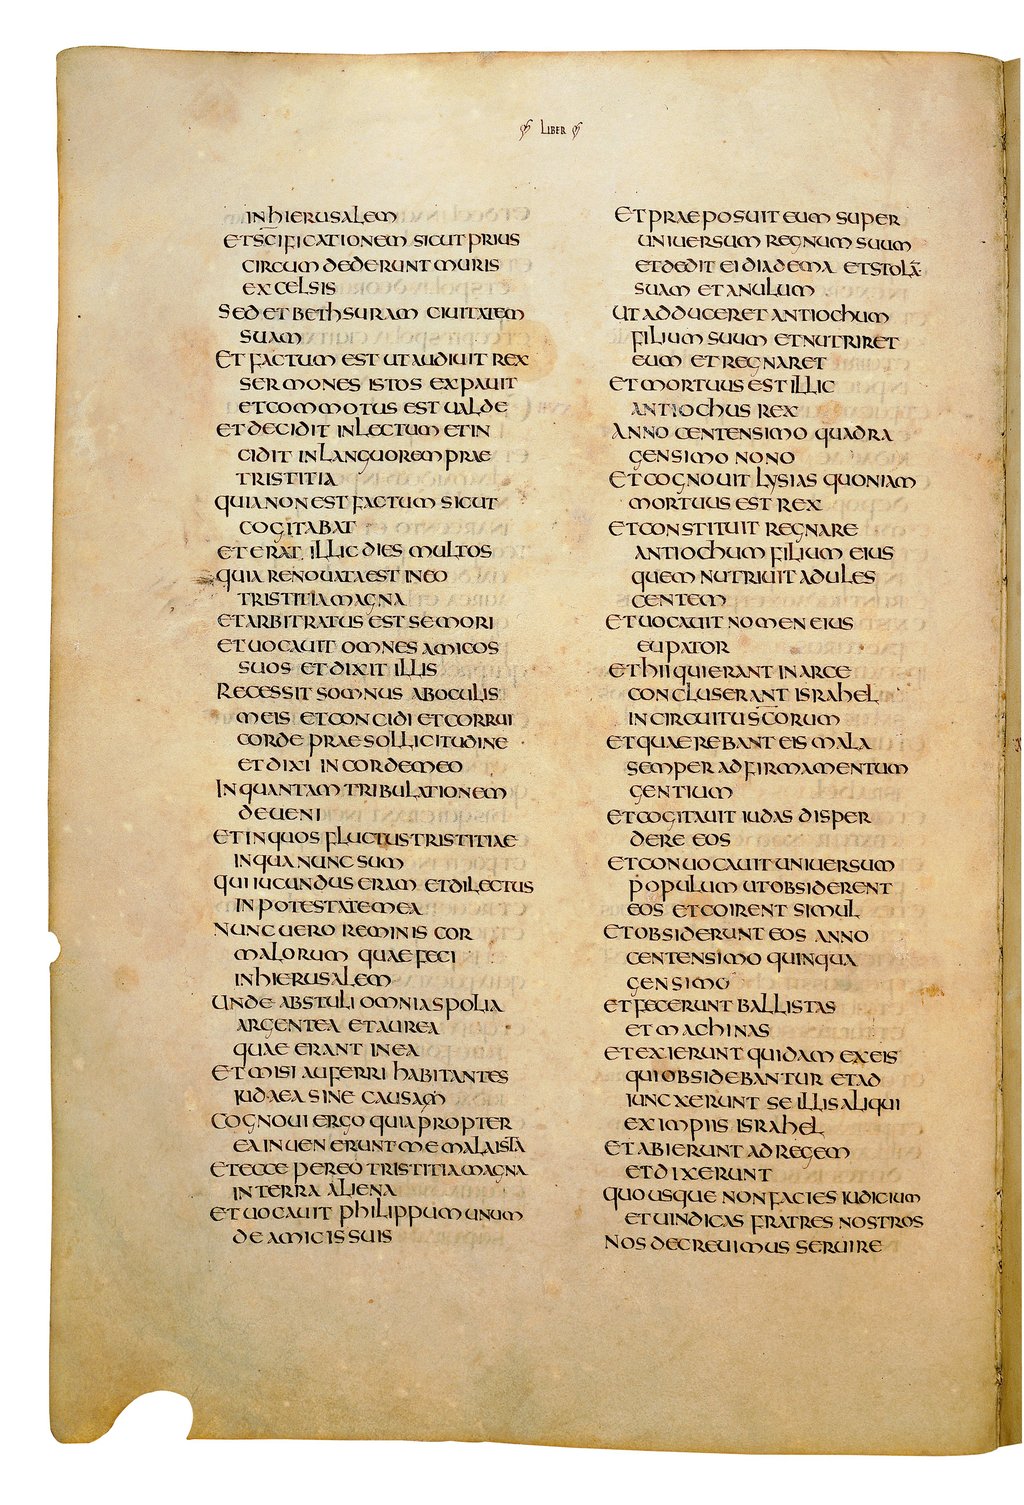 LIBER
IN HIERUSALEM
ET SC̄IFICATIONEM SICUT PRIUS
CIRCUMDEDERUNT MURIS
EXCELSIS
SED ET BETHSURAM CIUITATEM
SUAM
ET FACTUM EST UT AUDIUIT REX
SERMONES ISTOS EXPAUIT
ET COMMOTUS EST UALDE
ET DECIDIT IN LECTUM ET IN
CIDIT IN LANGUOREM PRAE
TRISTITIA
QUIA NON EST FACTUM SICUT
COGITABAT
ET ERAT ILLIC DIES MULTOS
QUIA RENOUATA EST IN EO
TRISTITIA MAGNA
ET ARBITRATUS EST SE MORI
ET UOCAUIT OMNES AMICOS
SUOS ET DIXIT ILLIS
RECESSIT SOMNUS AB OCULIS
MEIS ET CONCIDI ET CORRUI
CORDE PRAE SOLLICITUDINE
ET DIXI IN CORDE MEO
IN QUANTAM TRIBULATIONEM
DEUENI
ET IN QUOS FLUCTUS TRISTITIAE
IN QUA NUNC SUM
QUI IUCUNDUS ERAM ET DILECTUS
IN POTESTATE MEA
NUNC UERO REMINISCOR
MALORUM QUAE FECI
IN HIERUSALEM
UNDE ABSTULI OMNIA SPOLIA
ARGENTEA ET AUREA
QUAE ERANT IN EA
ET MISI AUFERRI HABITANTES
IUDAEA SINE CAUSAM
COGNOUI ERGO QUIA PROPTER
EA INUENERUNT ME MALA ISTA
ET ECCE PEREO TRISTITIA MAGNA
IN TERRA ALIENA
ET UOCAUIT PHILIPPUM UNUM
DE AMICIS SUIS
ET PRAEPOSUIT EUM SUPER
UNIUERSUM REGNUM SUUM
ET DEDIT EI DIADEMA ET STOLĀ
SUAM ET ANULUM
UT ADDUCERET ANTIOCHUM
FILIUM SUUM ET NUTRIRET
EUM ET REGNARET
ET MORTUUS EST ILLIC
ANTIOCHUS REX
ANNO CENTENSIMO QUADRA
GENSIMO NONO
ET COGNOUIT LYSIAS QUONIAM
MORTUUS EST REX
ET CONSTITUIT REGNARE
ANTIOCHUM FILIUM EIUS
QUEM NUTRIUIT ADULES
CENTEM
ET UOCAUIT NOMEN EIUS
EUPATOR
ET HII QUI ERANT IN ARCE
CONCLUSERANT ISRAHEL
IN CIRCUITU SC̄ORUM
ET QUAEREBANT EIS MALA
SEMPER AD FIRMAMENTUM
GENTIUM
ET COGITAUIT IUDAS DISPER
DERE EOS
ET CONUOCAUIT UNIUERSUM
POPULUM UT OBSIDERENT
EOS ET COIRENT SIMUL
ET OBSIDERUNT EOS ANNO
CENTENSIMO QUINQUA
GENSIMO
ET FECERUNT BALLISTAS
ET MACHINAS
ET EXIERUNT QUIDAM EX EIS
QUI OBSIDEBANTUR ET AD
IUNCXERUNT SE ILLIS ALIQUI
EX IMPIIS ISRAHEL
ET ABIERUNT AD REGEM
ET DIXERUNT
QUOUSQUE NON FACIES IUDICIUM
ET UINDICAS FRATRES NOSTROS
NOS DECREUIMUS SERUIRE